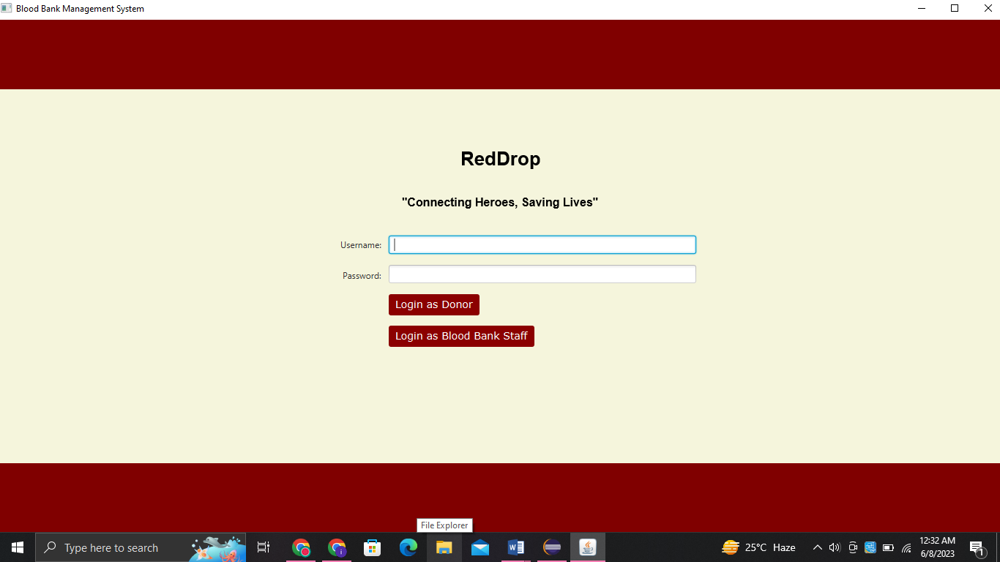 Blood Bank Management System
RedDrop
"Connecting Heroes, Saving Lives"
Username:
Password:
Login as Donor
Login as Blood Bank Staff
File Explorer
Type here to search
25°C Haze
12:32 AM
6/8/2023
1